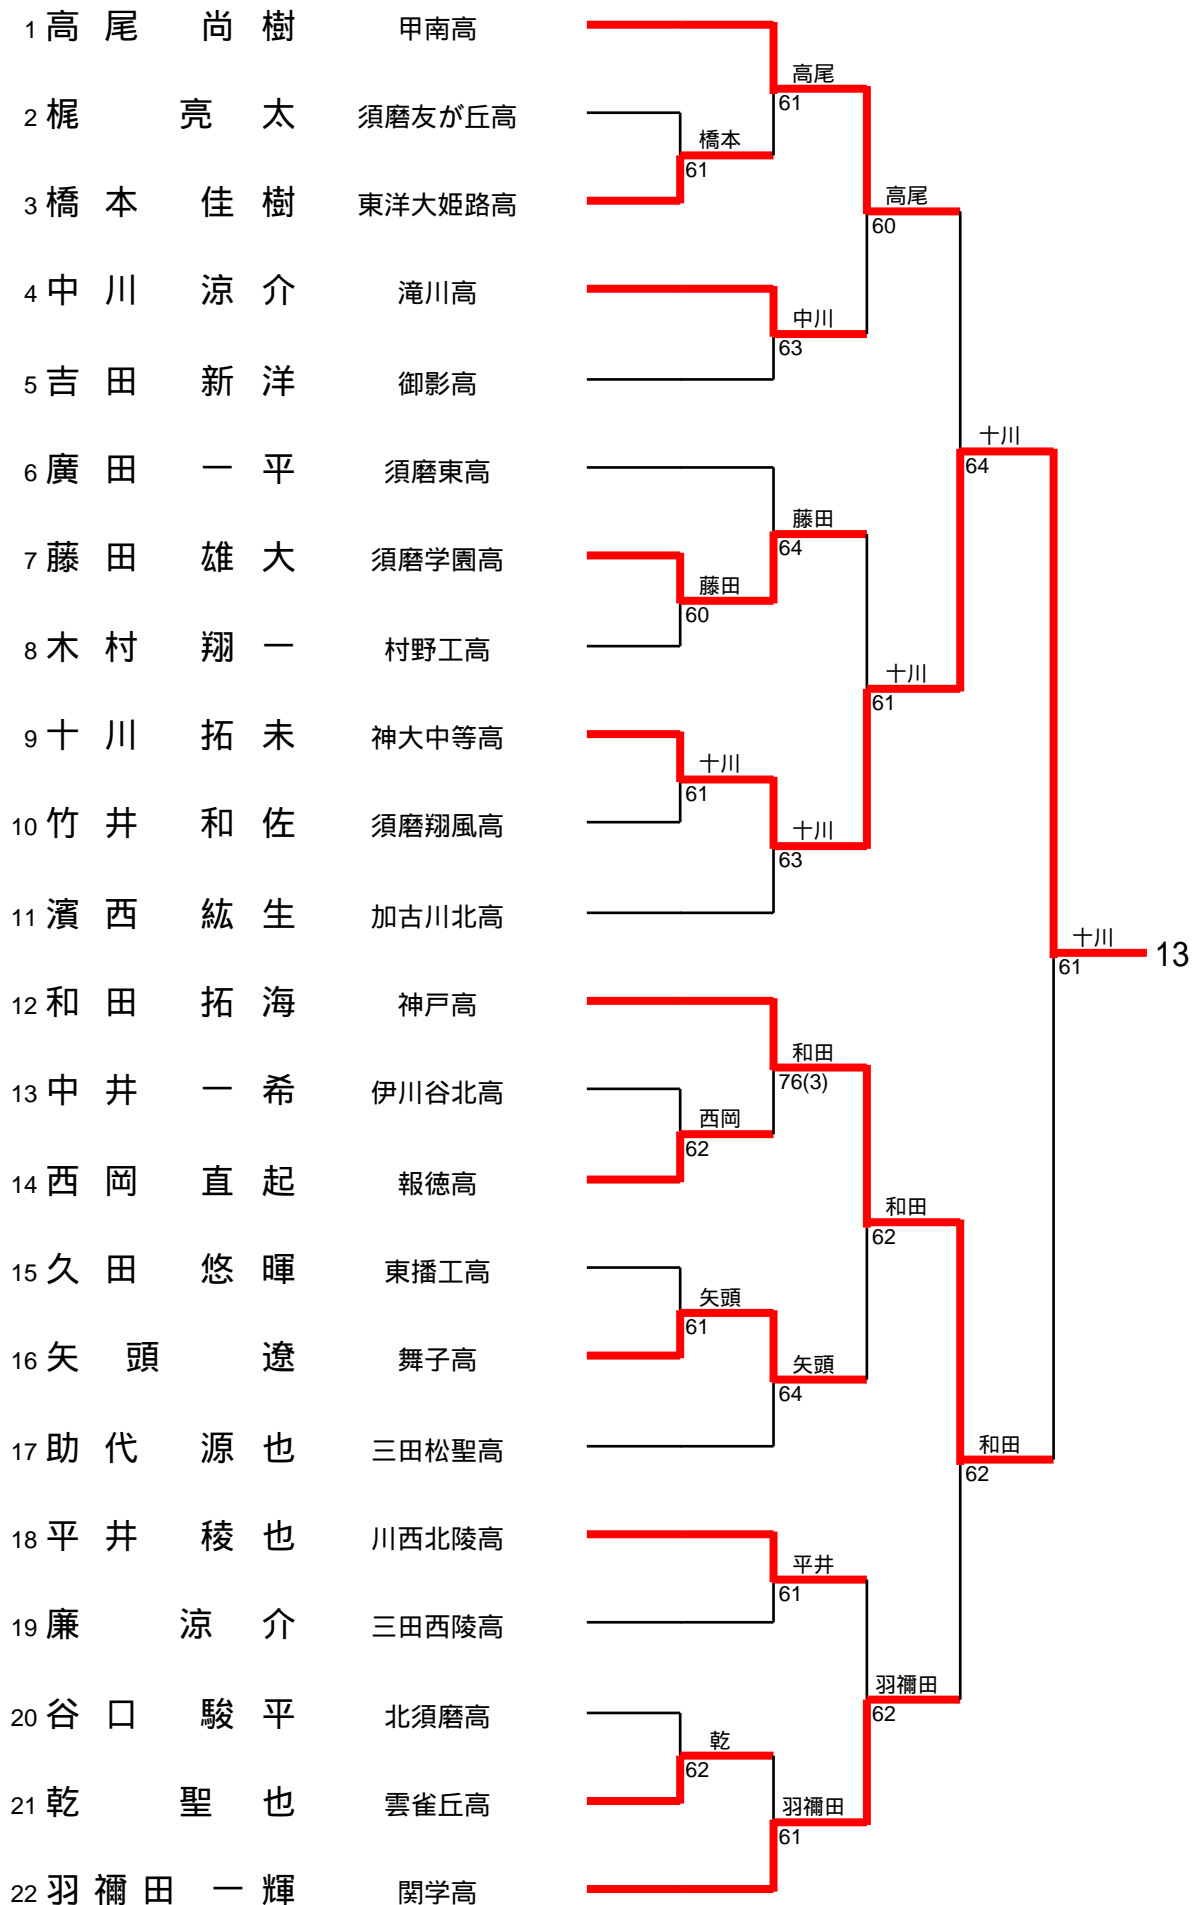 1 高尾 尚樹 甲南高
高尾
61
2 梶 亮太 須磨友が丘高
橋本
61
3 橋本 佳樹 東洋大姫路高
高尾
60
4 中川 涼介 滝川高
中川
63
5 吉田 新洋 御影高
十川
64
6 廣田 一平 須磨東高
藤田
64
7 藤田 雄大 須磨学園高
藤田
60
8 木村 翔一 村野工高
十川
61
9 十川 拓未 神大中等高
十川
61
10 竹井 和佐 須磨翔風高
十川
63
11 濱西 紘生 加古川北高
十川
61
13
12 和田 拓海 神戸高
和田
76(3)
13 中井 一希 伊川谷北高
西岡
62
14 西岡 直起 報徳高
和田
62
15 久田 悠暉 東播工高
矢頭
61
16 矢頭 遼 舞子高
矢頭
64
17 助代 源也 三田松聖高
和田
62
18 平井 稜也 川西北陵高
平井
61
19 廉 涼介 三田西陵高
羽禰田
62
20 谷口 駿平 北須磨高
乾
62
21 乾 聖也 雲雀丘高
羽禰田
61
22 羽禰田 一輝 関学高